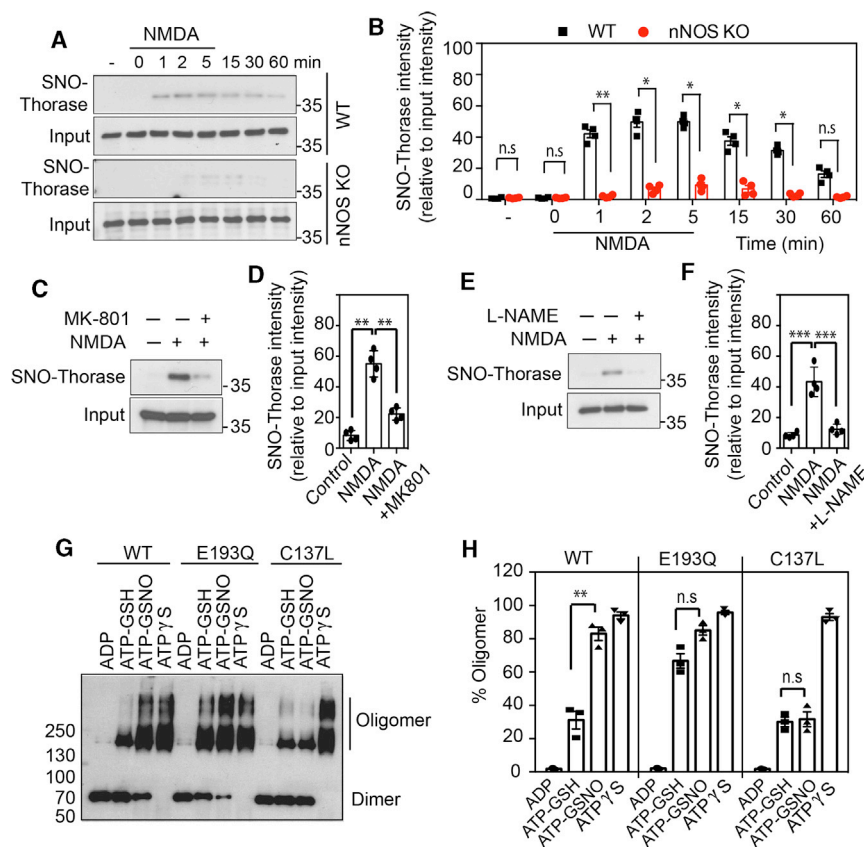 A
NMDA
- 0 1 2 5 15 30 60 min
SNO-
Thorase
-35
Input
-35
WT
SNO-
Thorase
-35
Input
-35
nNOS KO
B
WT nNOS KO
SNO-Thorase intensity
(relative to input intensity)
100
80
60
40
20
0
n.s n.s ** * * * * n.s
- 0 1 2 5 15 30 60
NMDA Time (min)
C
MK-801 – – +
NMDA – + +
SNO-Thorase
-35
Input
-35
D
SNO-Thorase intensity
(relative to input intensity)
100
80
60
40
20
0
** **
Control
NMDA
NMDA
+MK801
E
L-NAME – – +
NMDA – + +
SNO-Thorase
-35
Input
-35
F
SNO-Thorase intensity
(relative to input intensity)
100
80
60
40
20
0
*** ***
Control
NMDA
NMDA
+L-NAME
G
WT E193Q C137L
ADP ATP-GSH ATP-GSNO ATPγS ADP ATP-GSH ATP-GSNO ATPγS ADP ATP-GSH ATP-GSNO ATPγS
250
130
100
70
50
Oligomer
Dimer
H
WT E193Q C137L
% Oligomer
120
100
80
60
40
20
0
** n.s n.s
ADP ATP-GSH ATP-GSNO ATPγS ADP ATP-GSH ATP-GSNO ATPγS ADP ATP-GSH ATP-GSNO ATPγS